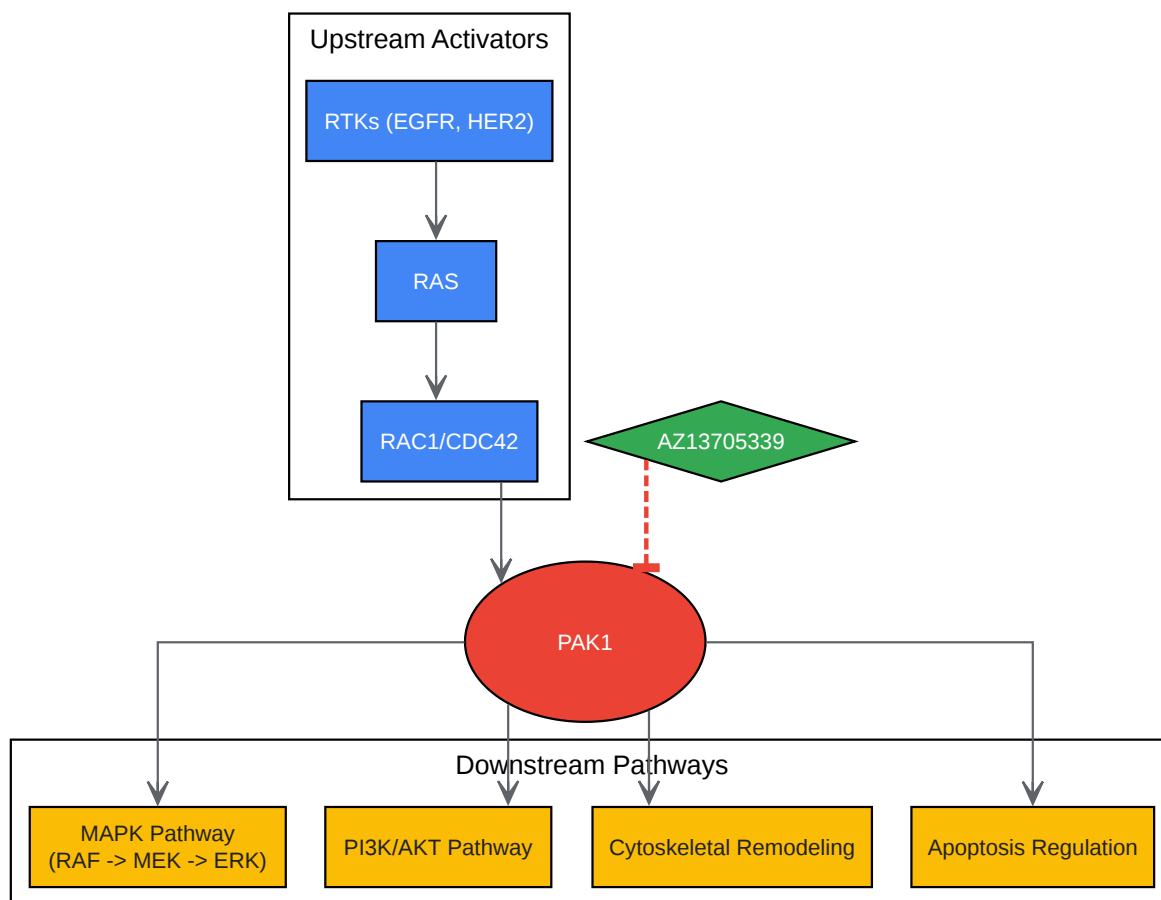 Upstream Activators
RTKs (EGFR, HER2)
RAS
RAC1/CDC42
AZ13705339
PAK1
Downstream Pathways
MAPK Pathway
(RAF -> MEK -> ERK)
PI3K/AKT Pathway
Cytoskeletal Remodeling
Apoptosis Regulation